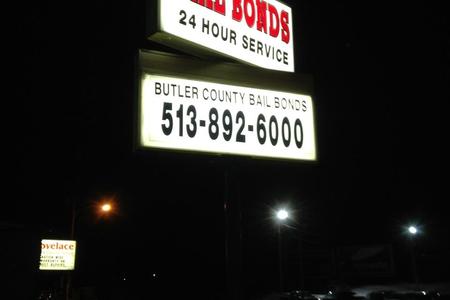 BONDS
24 HOUR SERVICE
BUTLER COUNTY BAIL BONDS
513-892-6000
ovelace